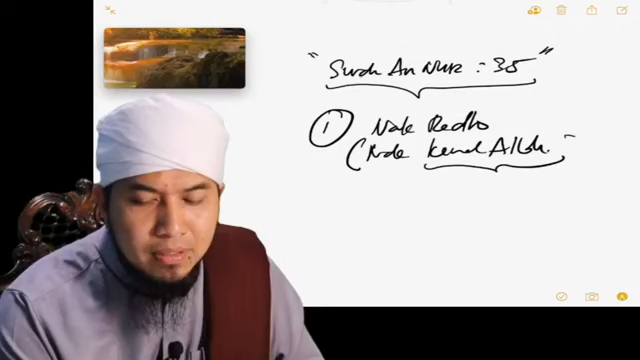 "Surah An Nur : 35"
1 Nak Redho
(Nak kenal Allah.